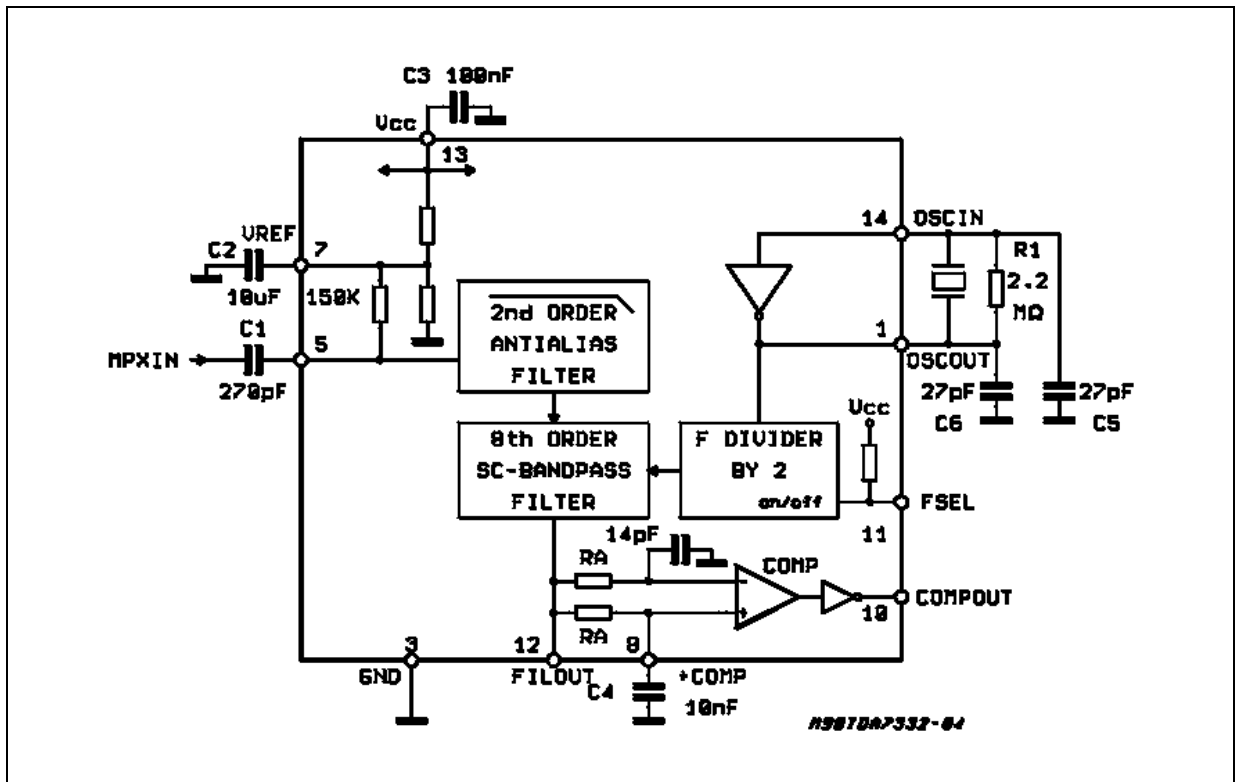 C3 100nF
Vcc
13
VREF
C2
7
10uF
150K
C1
MPXIN
5
270pF
2nd ORDER
ANTIALIAS
FILTER
8th ORDER
SC-BANDPASS
FILTER
F DIVIDER
BY 2
on/off
14
OSCIN
R1
2.2
MΩ
1
OSCOUT
27pF
C6
27pF
C5
Vcc
FSEL
11
14pF
RA
COMP
-
+
RA
10
COMPOUT
3
GND
12
FILOUT
8
C4
+COMP
10nF